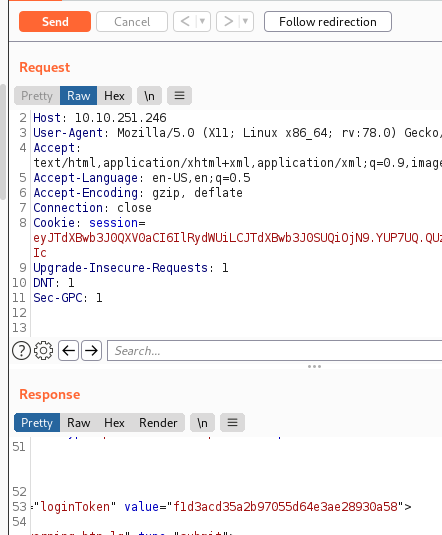 Send Cancel < > Follow redirection
Request
Pretty Raw Hex \n
2 Host: 10.10.251.246
3 User-Agent: Mozilla/5.0 (X11; Linux x86_64; rv:78.0) Gecko/
4 Accept:
text/html,application/xhtml+xml,application/xml;q=0.9,image
5 Accept-Language: en-US,en;q=0.5
6 Accept-Encoding: gzip, deflate
7 Connection: close
8 Cookie: session=
eyJTdXBwb3J0QXV0aCI6IlRydWUiLCJTdXBwb3J0SUQiOjN9.YUP7UQ.QUz
Ic
9 Upgrade-Insecure-Requests: 1
10 DNT: 1
11 Sec-GPC: 1
12
13
? Search...
Response
Pretty Raw Hex Render \n
51
52
53 ="loginToken" value="f1d3acd35a2b97055d64e3ae28930a58">
54